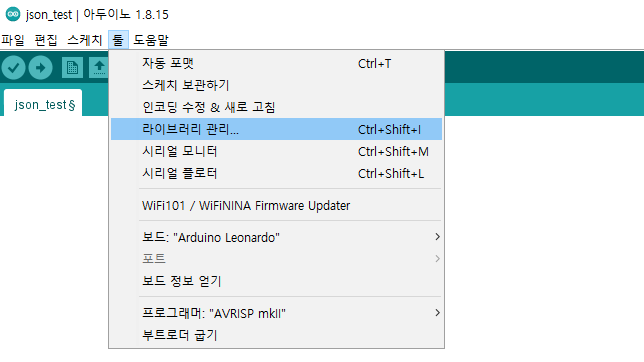 json_test | 아두이노 1.8.15
파일 편집 스케치 툴 도움말
자동 포맷 Ctrl+T
스케치 보관하기
인코딩 수정 & 새로 고침
json_test §
라이브러리 관리... Ctrl+Shift+I
시리얼 모니터 Ctrl+Shift+M
시리얼 플로터 Ctrl+Shift+L
WiFi101 / WiFiNINA Firmware Updater
보드: "Arduino Leonardo"
포트
보드 정보 얻기
프로그래머: "AVRISP mkII"
부트로더 굽기